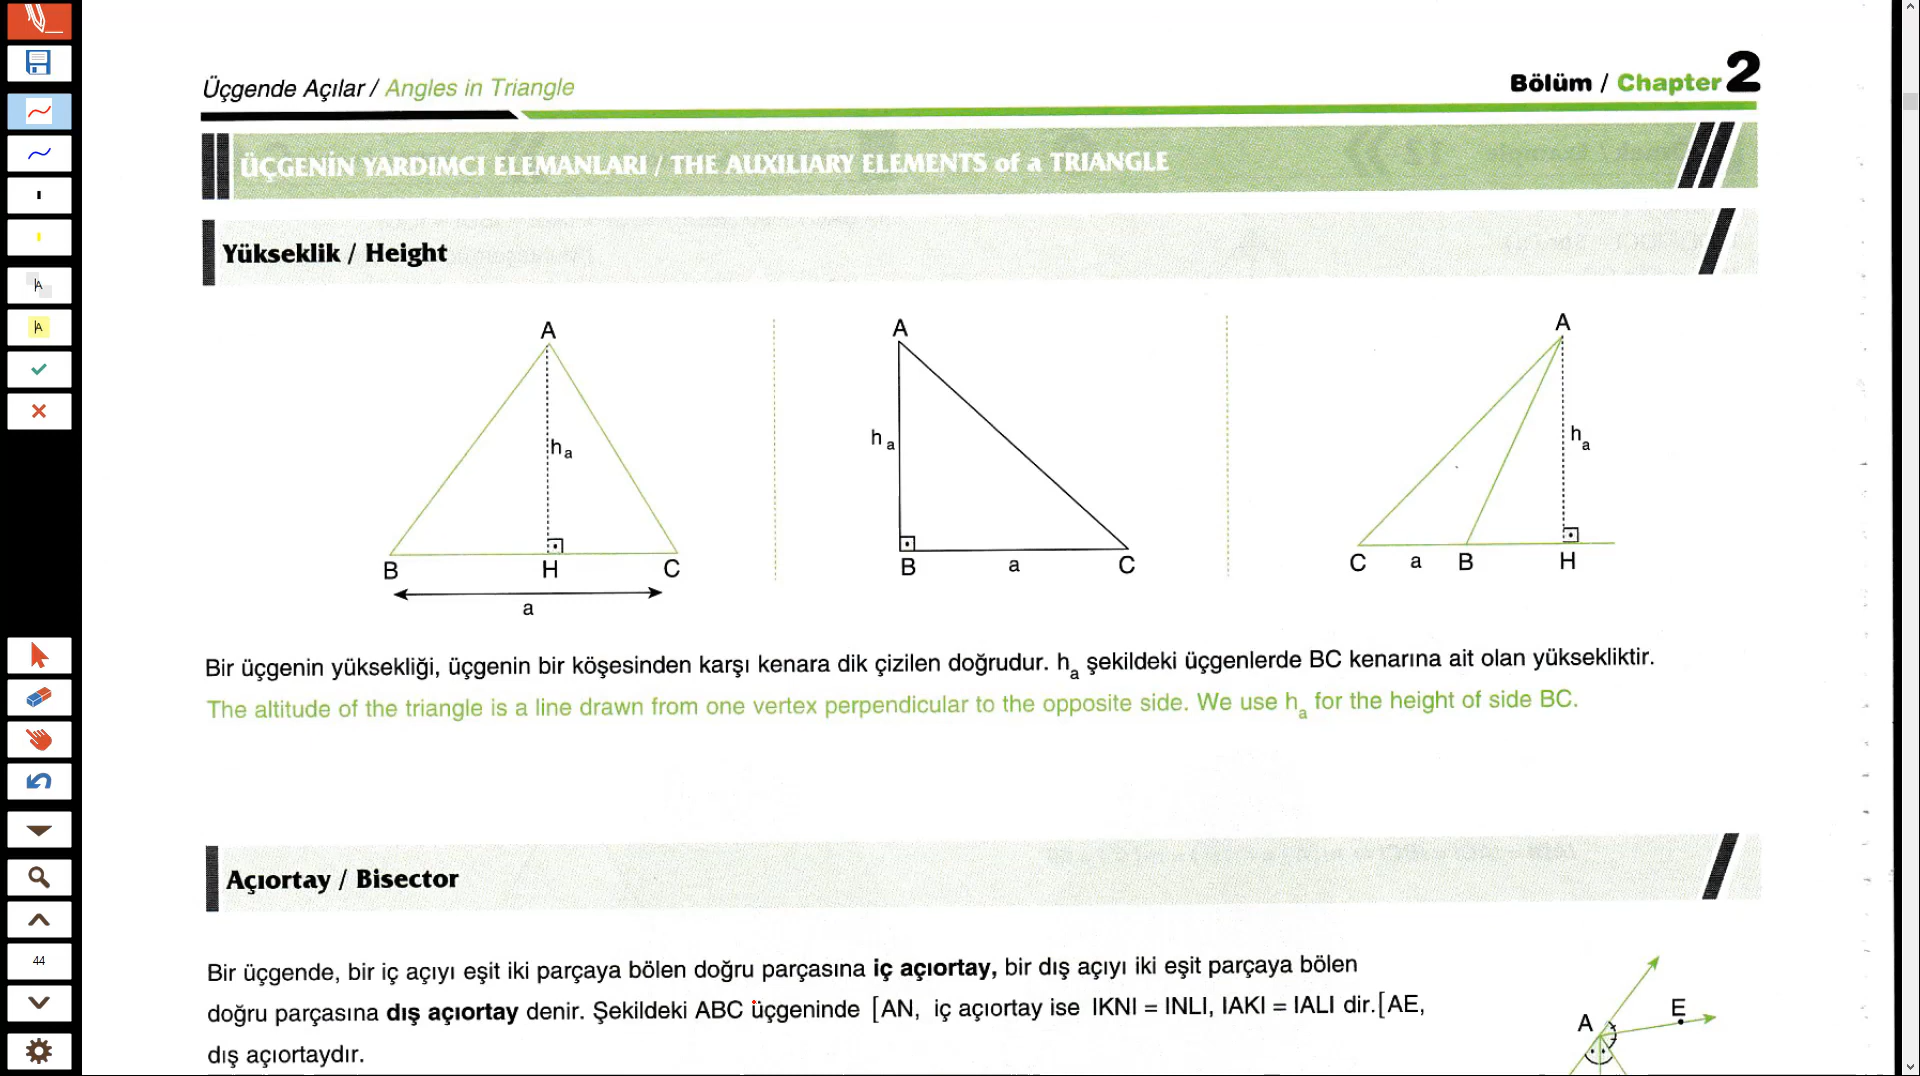 Üçgende Açılar / Angles in Triangle
Bölüm / Chapter 2
ÜÇGENİN YARDIMCI ELEMANLARI / THE AUXILIARY ELEMENTS of a TRIANGLE
Yükseklik / Height
A
h a
B H C
a
A
h a
B a C
A
h a
C a B H
Bir üçgenin yüksekliği, üçgenin bir köşesinden karşı kenara dik çizilen doğrudur. h a şekildeki üçgenlerde BC kenarına ait olan yüksekliktir.
The altitude of the triangle is a line drawn from one vertex perpendicular to the opposite side. We use h a for the height of side BC.
Açıortay / Bisector
Bir üçgende, bir iç açıyı eşit iki parçaya bölen doğru parçasına iç açıortay, bir dış açıyı iki eşit parçaya bölen
doğru parçasına dış açıortay denir. Şekildeki ABC üçgeninde [AN, iç açıortay ise IKNI = INLI, IAKI = IALI dir.[AE,
dış açıortaydır.
A E
44